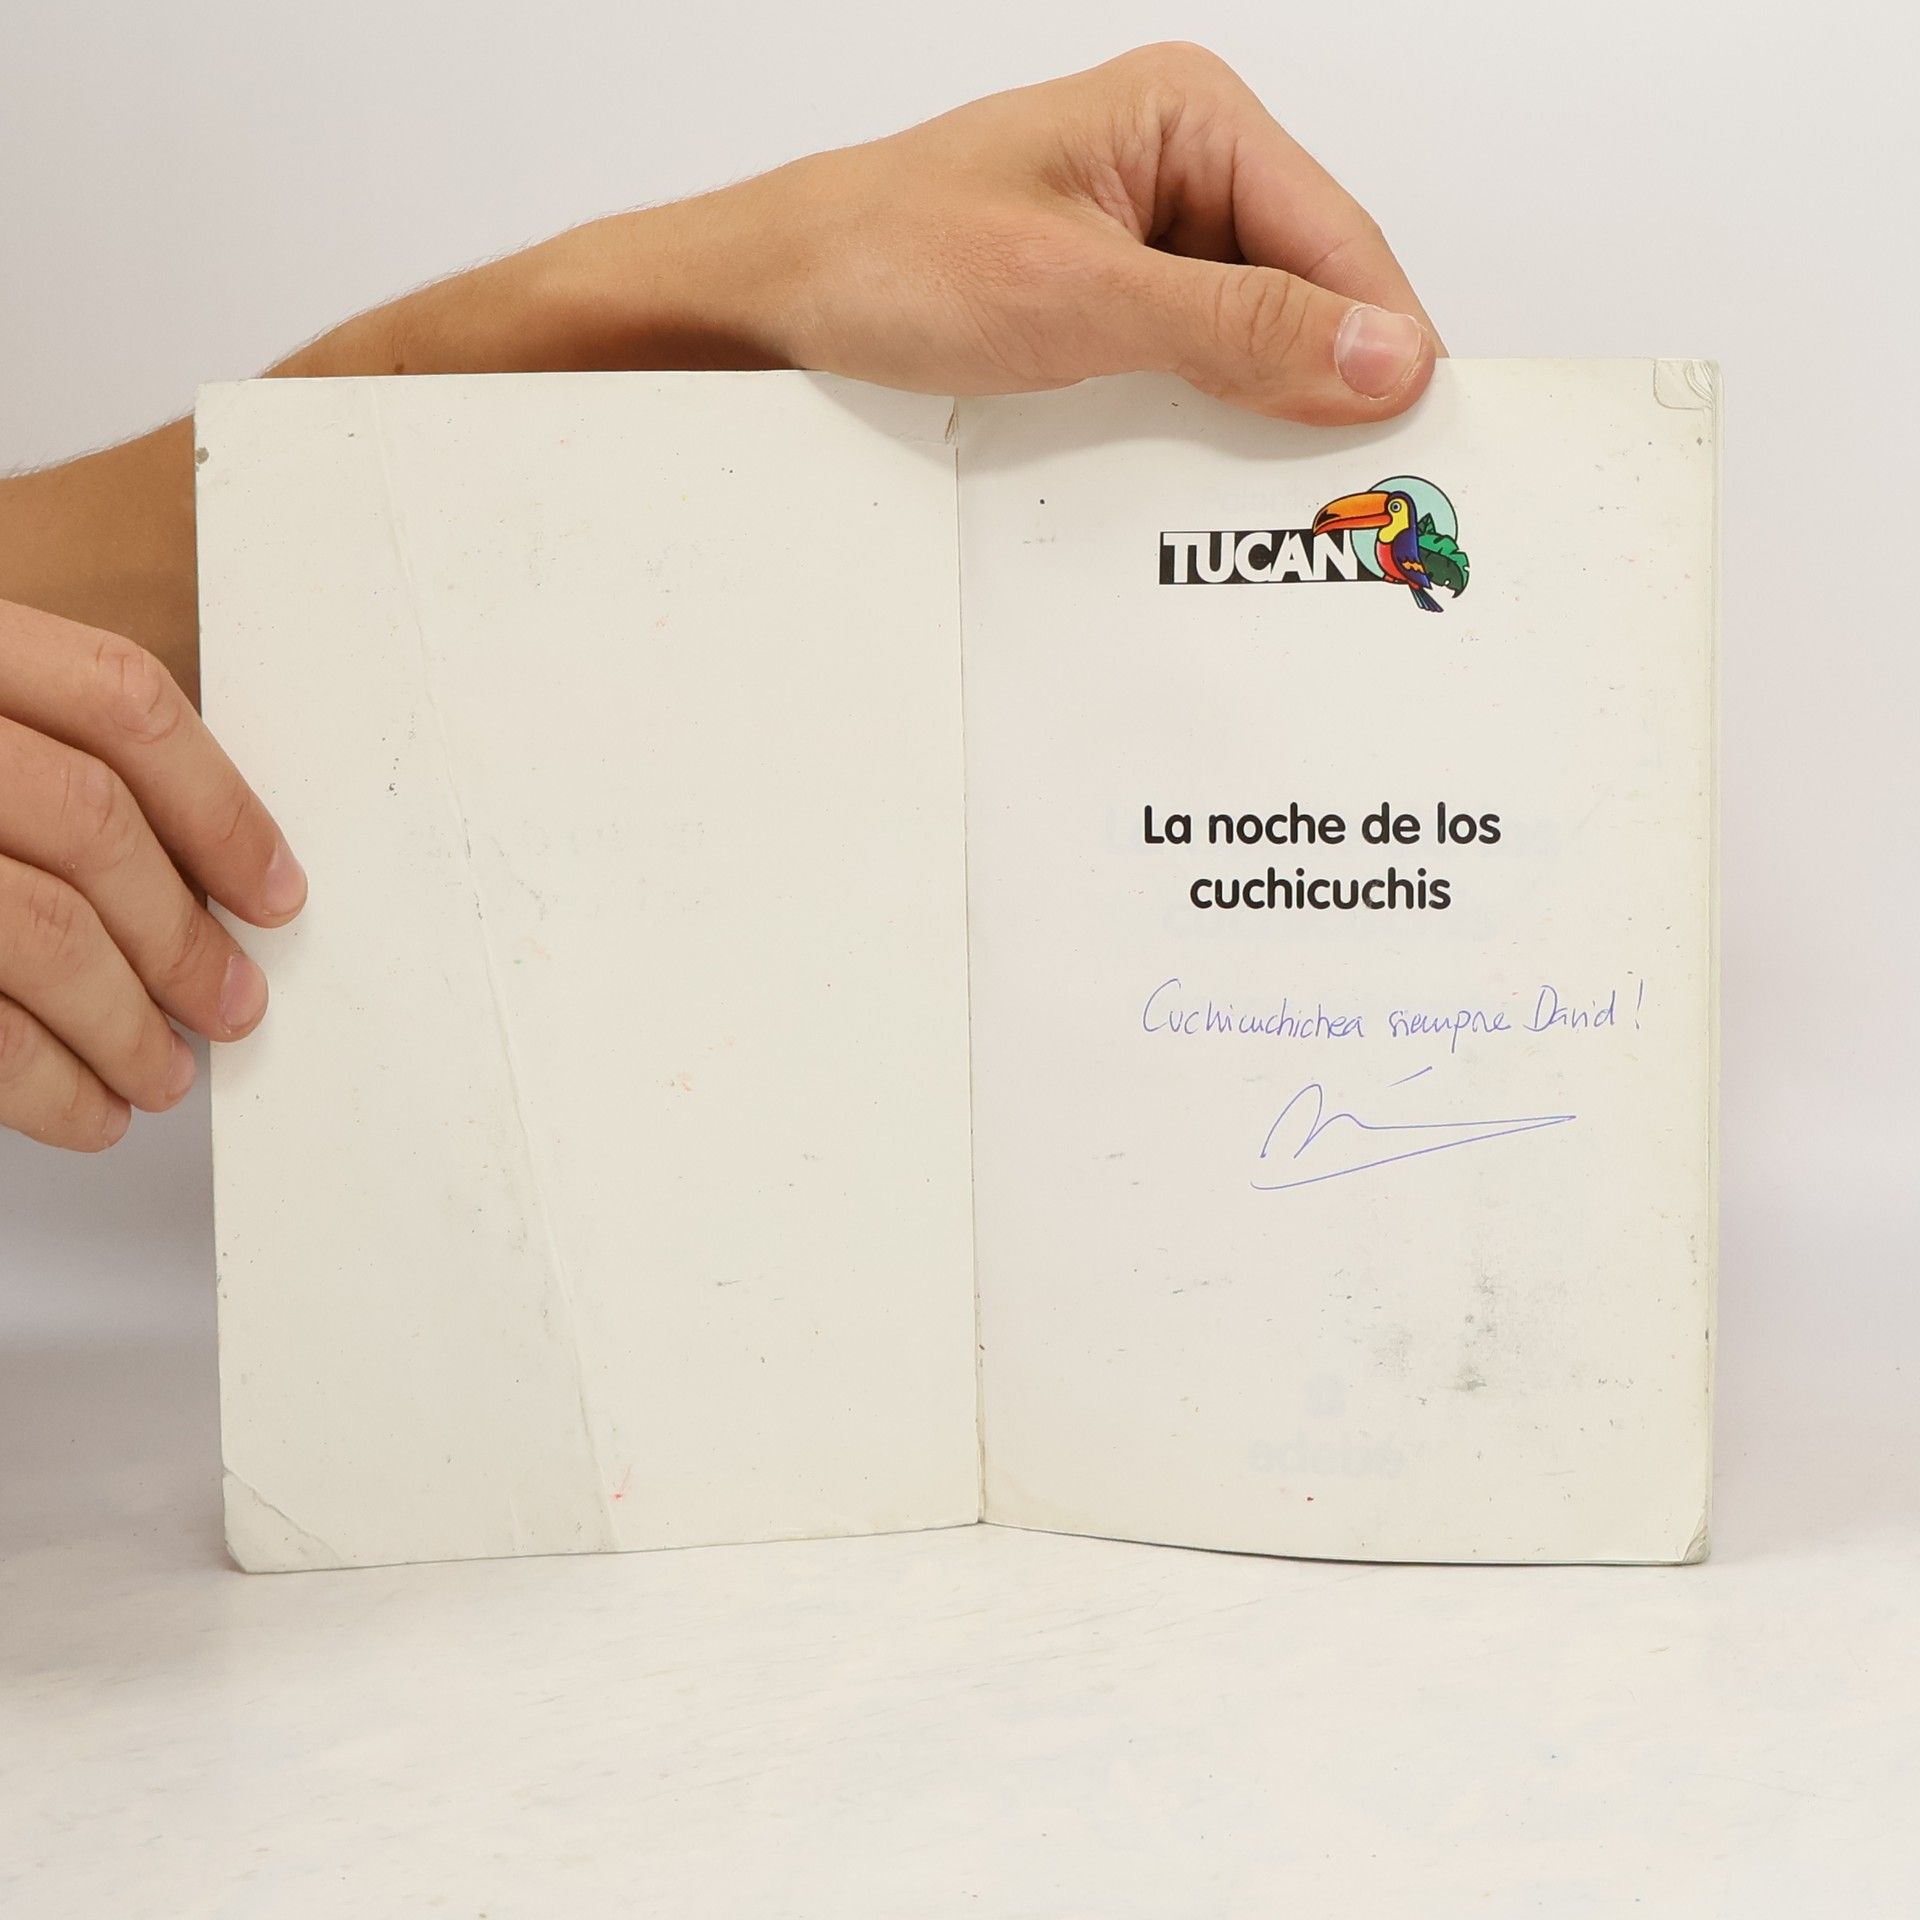 TUCAN
La noche de los
cuchicuchis
Cuchicuchichea siempre David!